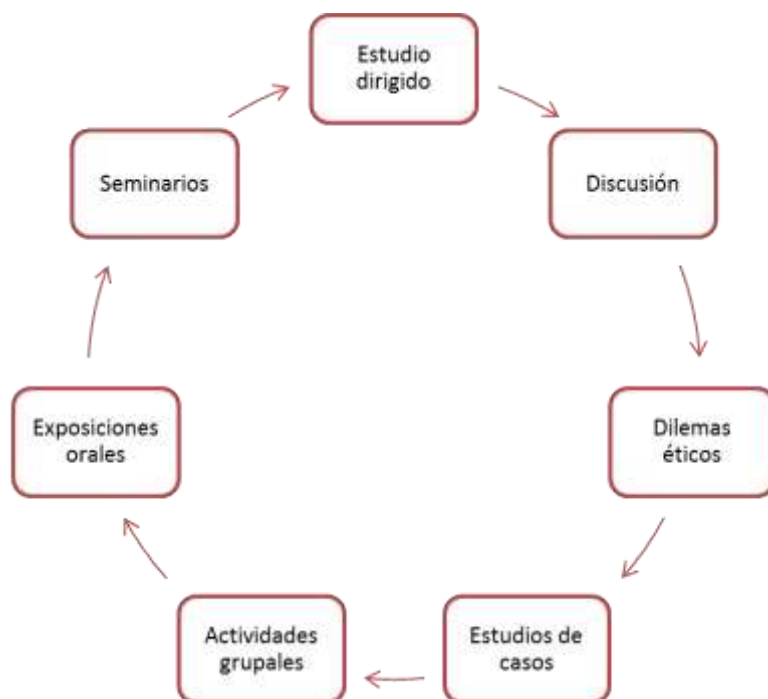 Estudio
dirigido
Discusión
Dilemas
éticos
Estudios de
casos
Actividades
grupales
Exposiciones
orales
Seminarios